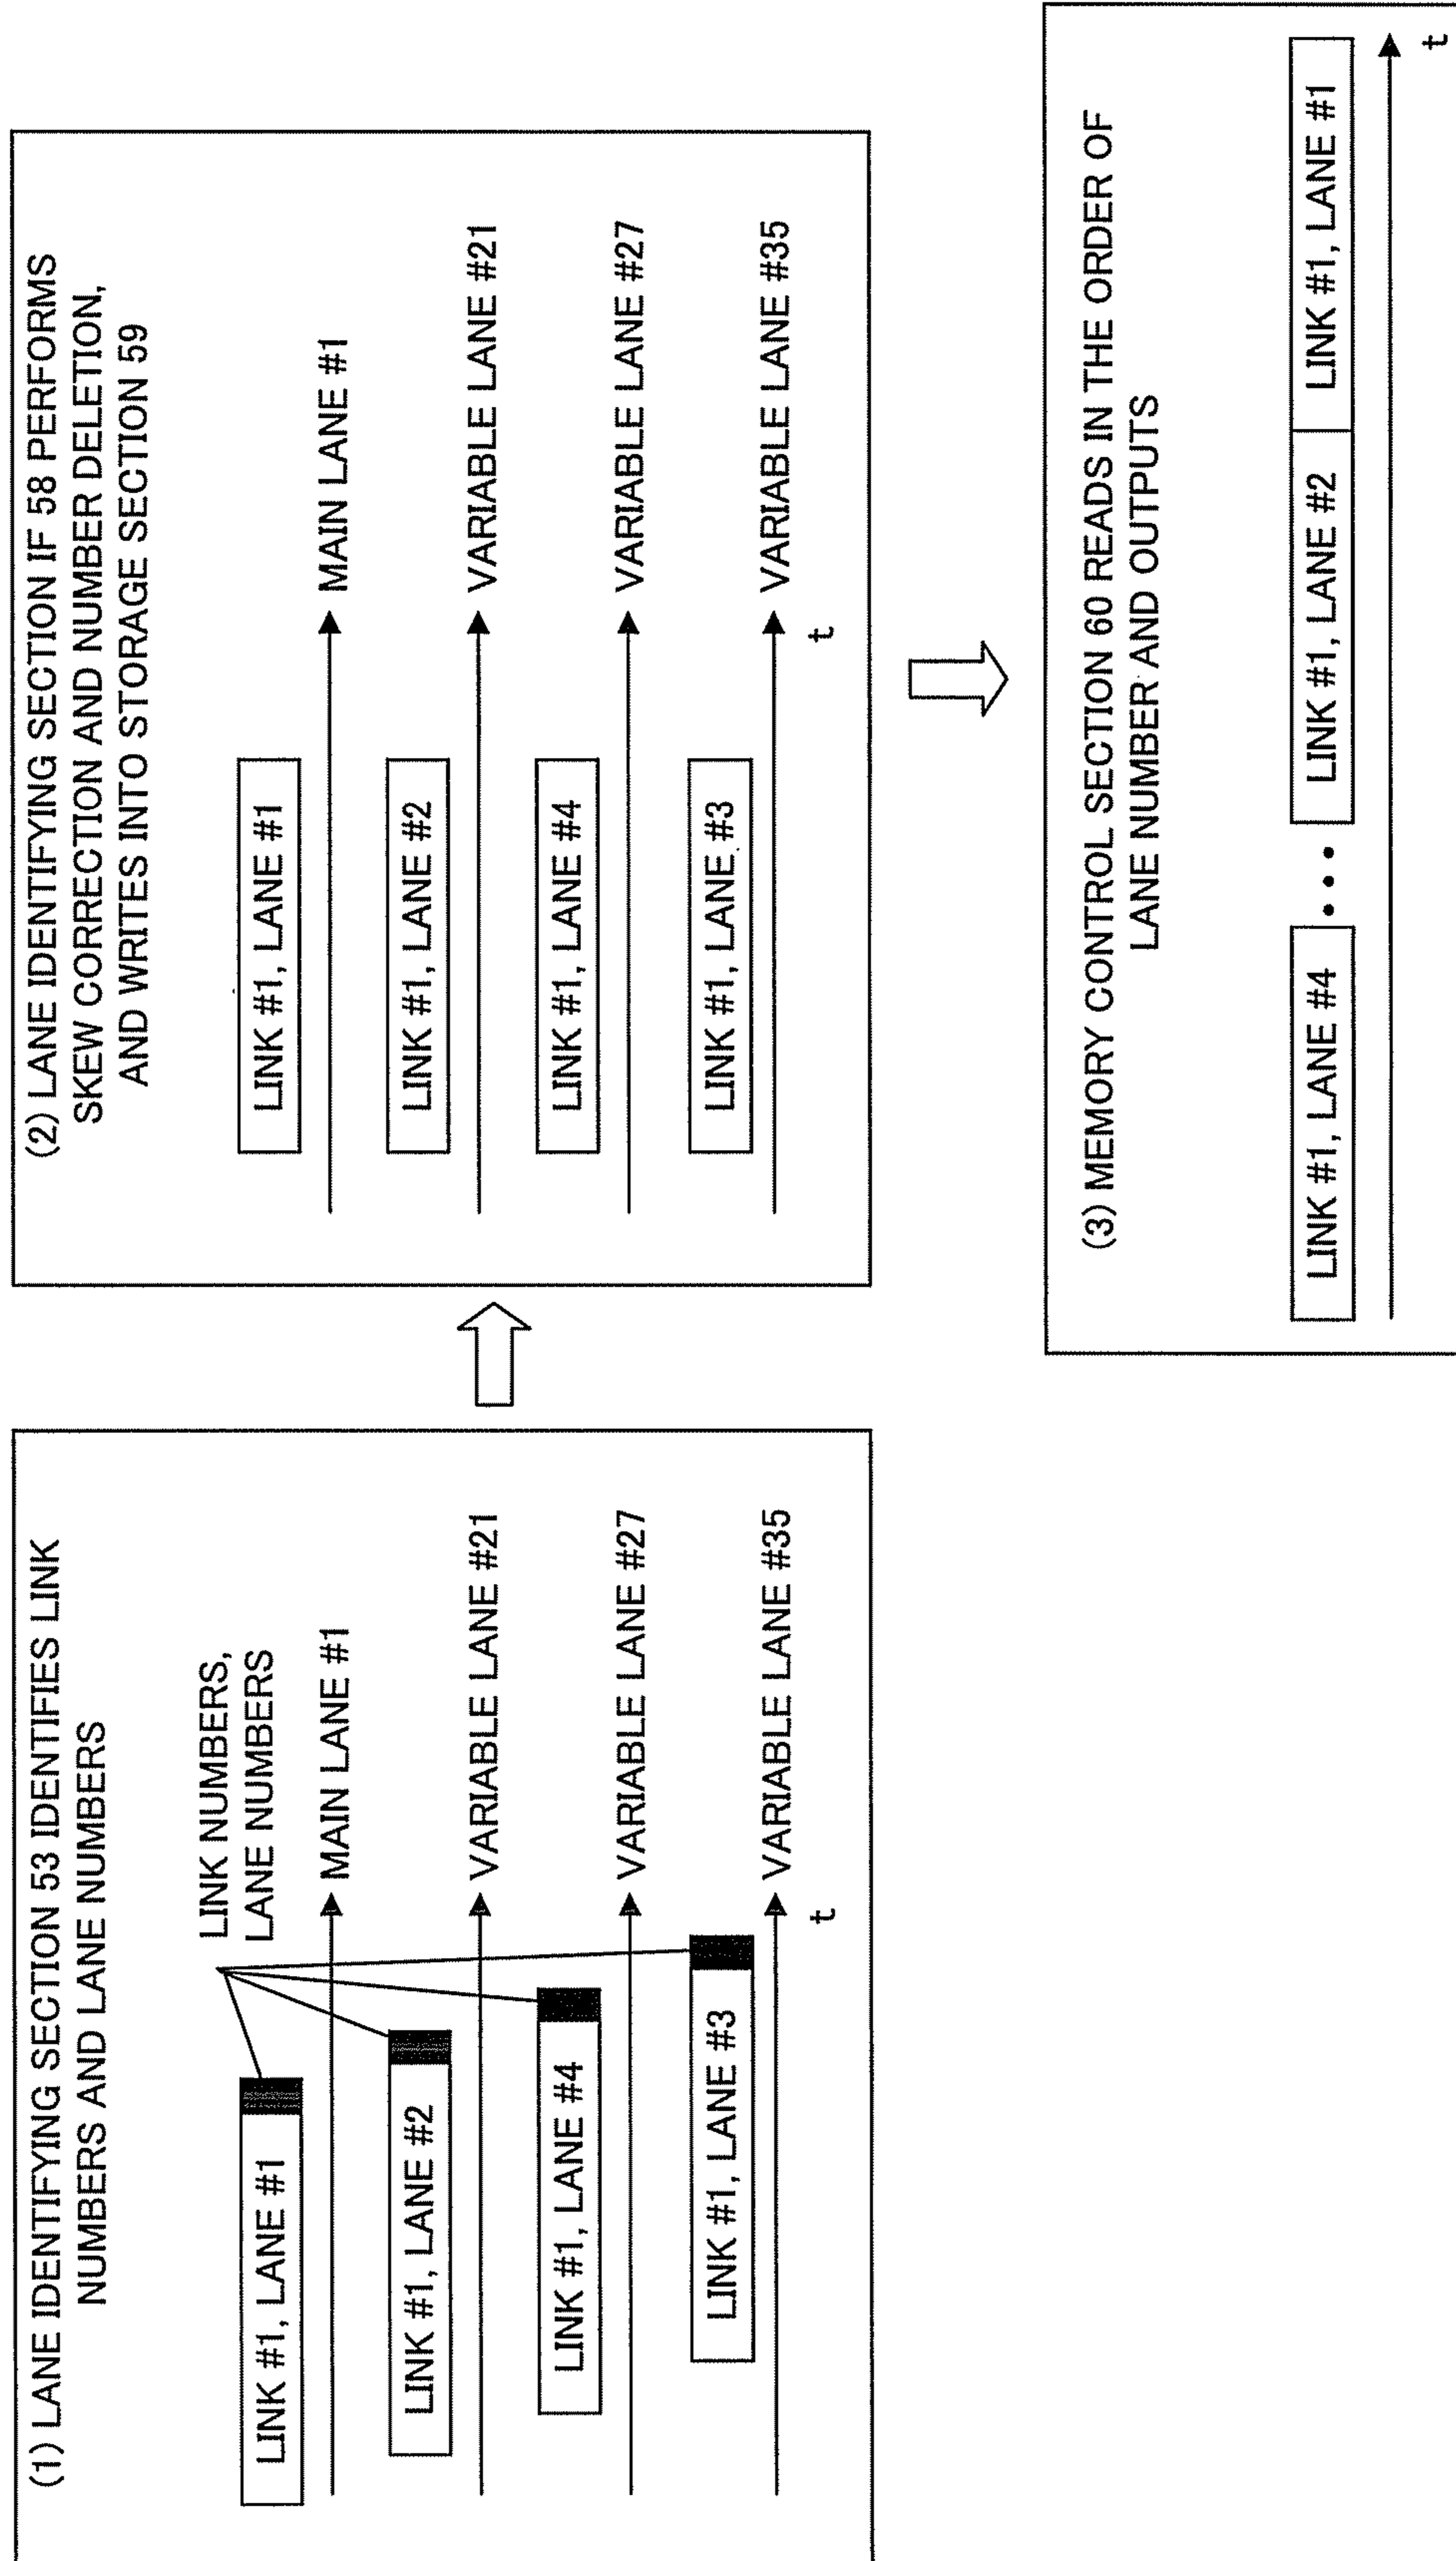 (1) LANE IDENTIFYING SECTION 53 IDENTIFIES LINK
NUMBERS AND LANE NUMBERS
LINK NUMBERS,
LANE NUMBERS
LINK #1, LANE #1
MAIN LANE #1
LINK #1, LANE #2
VARIABLE LANE #21
LINK #1, LANE #4
VARIABLE LANE #27
LINK #1, LANE #3
VARIABLE LANE #35
t
(2) LANE IDENTIFYING SECTION IF 58 PERFORMS
SKEW CORRECTION AND NUMBER DELETION,
AND WRITES INTO STORAGE SECTION 59
LINK #1, LANE #1
MAIN LANE #1
LINK #1, LANE #2
VARIABLE LANE #21
LINK #1, LANE #4
VARIABLE LANE #27
LINK #1, LANE #3
VARIABLE LANE #35
t
(3) MEMORY CONTROL SECTION 60 READS IN THE ORDER OF
LANE NUMBER AND OUTPUTS
LINK #1, LANE #4 ••• LINK #1, LANE #2 LINK #1, LANE #1
t